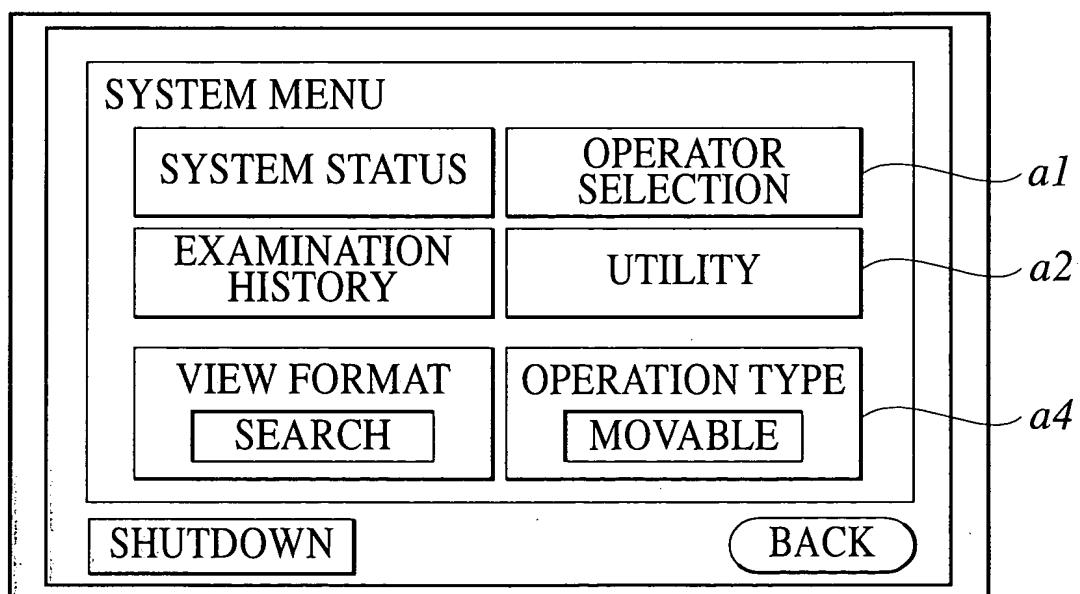 SYSTEM MENU
SYSTEM STATUS
OPERATOR
SELECTION
a1
EXAMINATION
HISTORY
UTILITY
a2
VIEW FORMAT
SEARCH
OPERATION TYPE
MOVABLE
a4
SHUTDOWN
BACK